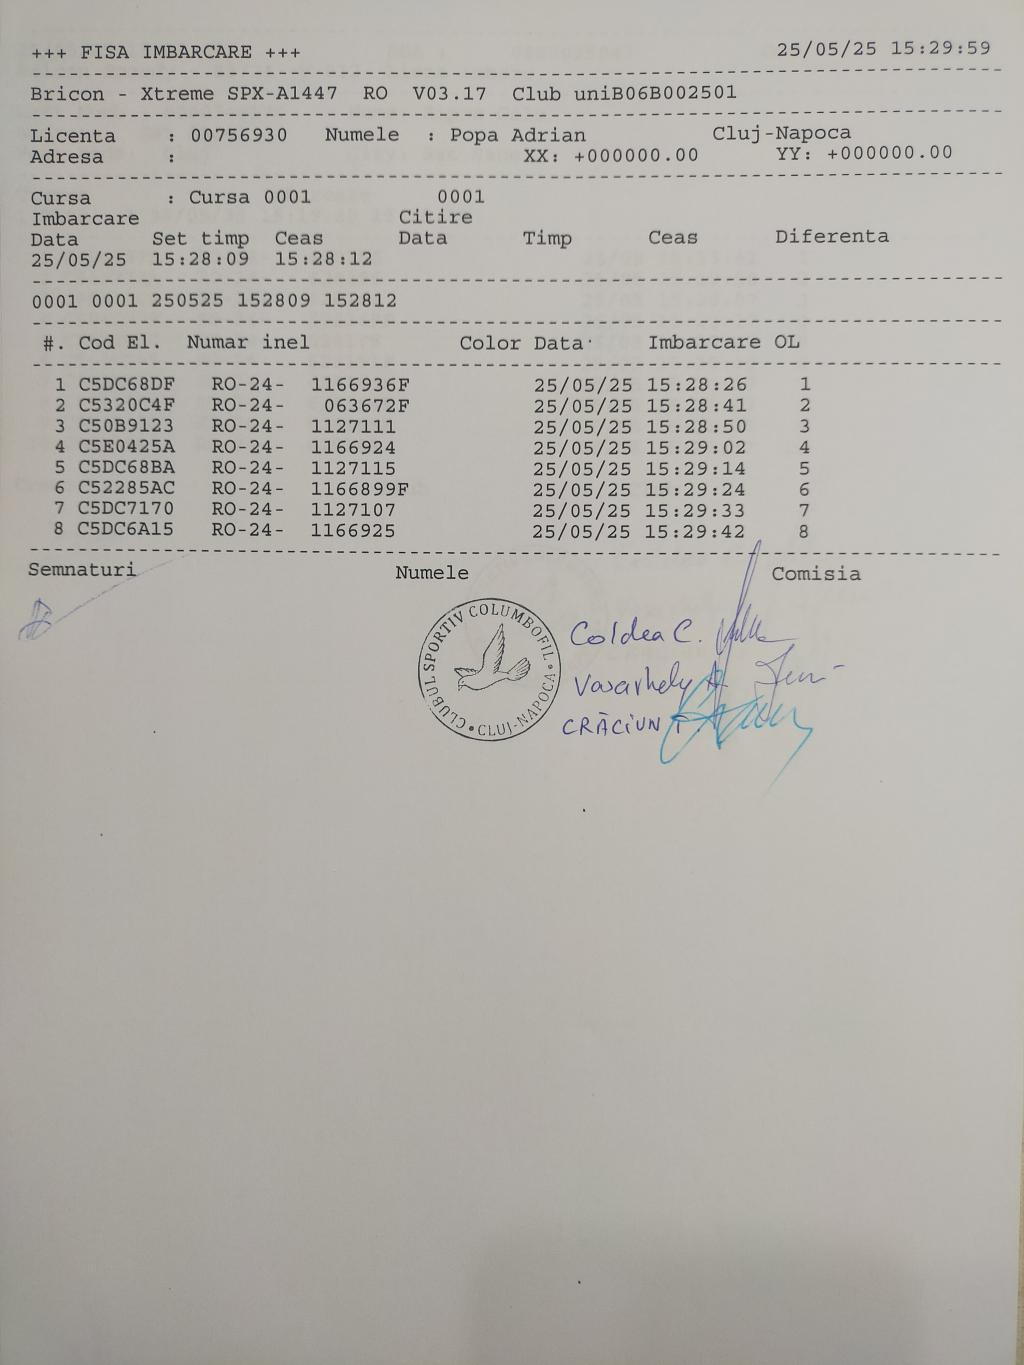 +++ FISA IMBARCARE +++ 25/05/25 15:29:59
Bricon - Xtreme SPX-A1447 RO V03.17 Club uniB06B002501
Licenta : 00756930 Numele : Popa Adrian Cluj-Napoca
Adresa : XX: +000000.00 YY: +000000.00
Cursa : Cursa 0001 0001
Imbarcare Citire
Data Set timp Ceas Data Timp Ceas Diferenta
25/05/25 15:28:09 15:28:12
0001 0001 250525 152809 152812
#. Cod El. Numar inel Color Data Imbarcare OL
1 C5DC68DF RO-24- 1166936F 25/05/25 15:28:26 1
2 C5320C4F RO-24- 063672F 25/05/25 15:28:41 2
3 C50B9123 RO-24- 1127111 25/05/25 15:28:50 3
4 C5E0425A RO-24- 1166924 25/05/25 15:29:02 4
5 C5DC68BA RO-24- 1127115 25/05/25 15:29:14 5
6 C52285AC RO-24- 1166899F 25/05/25 15:29:24 6
7 C5DC7170 RO-24- 1127107 25/05/25 15:29:33 7
8 C5DC6A15 RO-24- 1166925 25/05/25 15:29:42 8
Semnaturi Numele Comisia
CLUBUL SPORTIV COLUMBOFIL • CLUJ-NAPOCA •
Coldea C.
Vasarhely A.
CRĂCIUN